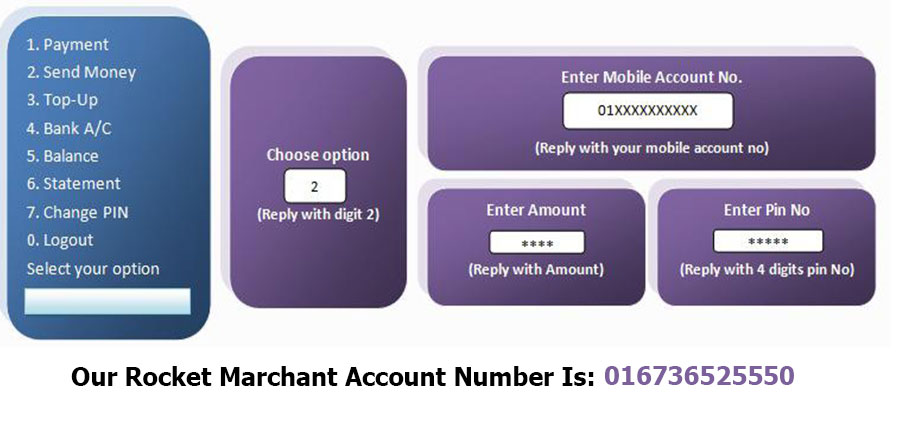 1. Payment
2. Send Money
3. Top-Up
4. Bank A/C
5. Balance
6. Statement
7. Change PIN
0. Logout
Select your option
Choose option
2
(Reply with digit 2)
Enter Mobile Account No.
01XXXXXXXXXX
(Reply with your mobile account no)
Enter Amount
****
(Reply with Amount)
Enter Pin No
*****
(Reply with 4 digits pin No)
Our Rocket Marchant Account Number Is: 016736525550